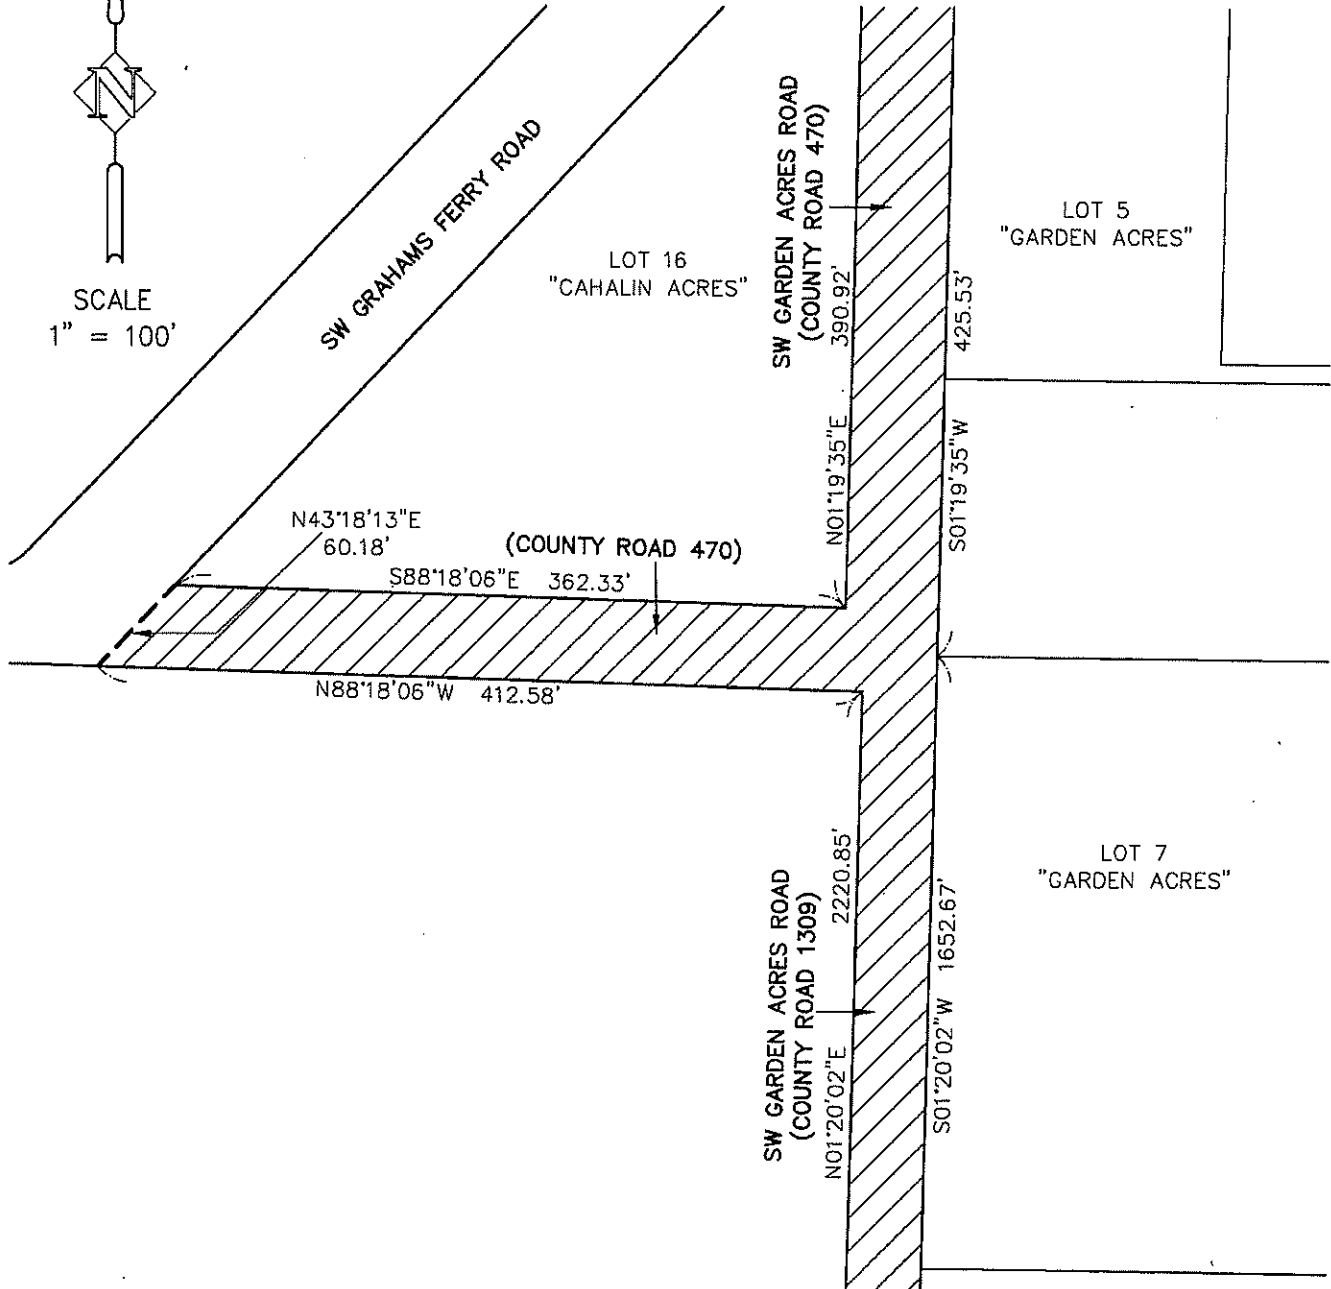 N
SCALE
1" = 100'
SW GRAHAMS FERRY ROAD
LOT 16
"CAHALIN ACRES"
SW GARDEN ACRES ROAD
(COUNTY ROAD 470)
390.92'
N01°19'35"E
425.53'
S01°19'35"W
LOT 5
"GARDEN ACRES"
N43°18'13"E
60.18'
(COUNTY ROAD 470)
S88°18'06"E 362.33'
N88°18'06"W 412.58'
SW GARDEN ACRES ROAD
(COUNTY ROAD 1309)
N01°20'02"E 2220.85'
S01°20'02"W 1652.67'
LOT 7
"GARDEN ACRES"